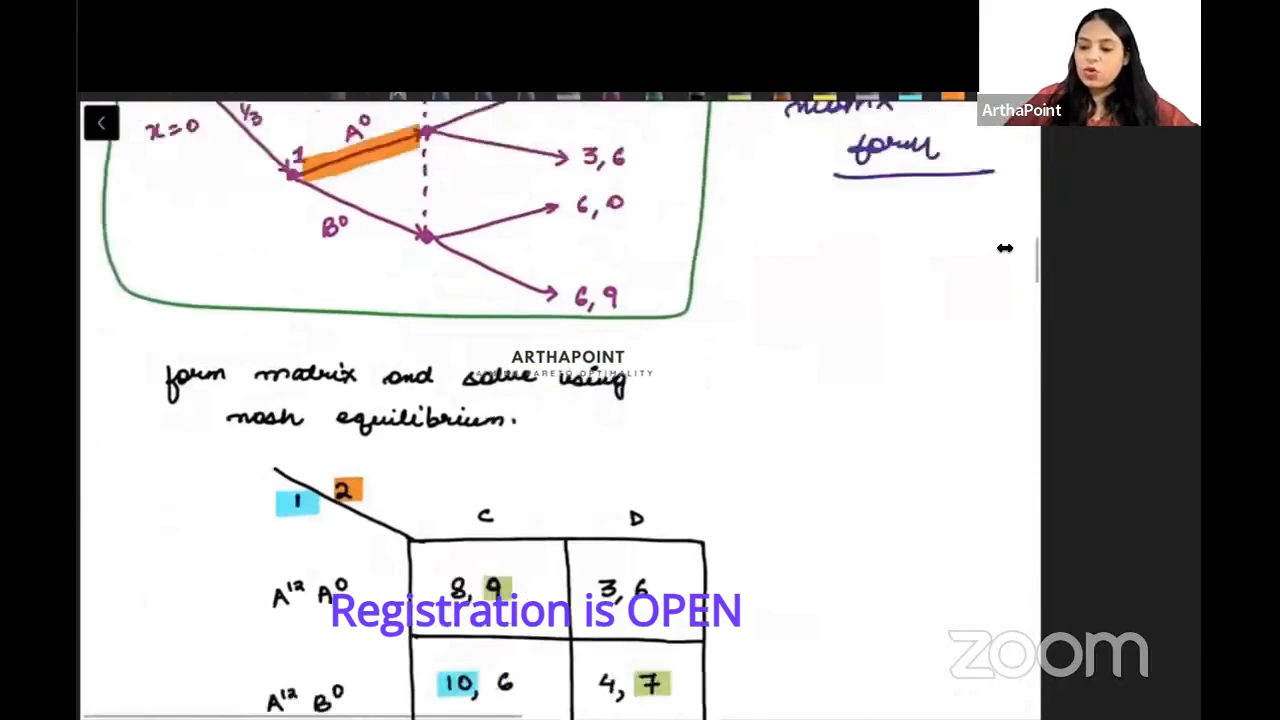 matrix
form
ArthaPoint
x=0
1/3
A⁰
1
3, 6
B⁰
6, 0
6, 9
ARTHAPOINT
form matrix and solve using
nash equilibrium.
1 2
C D
A¹² A⁰ 8, 9 3, 6
Registration is OPEN
A¹² B⁰ 10, 6 4, 7
zoom